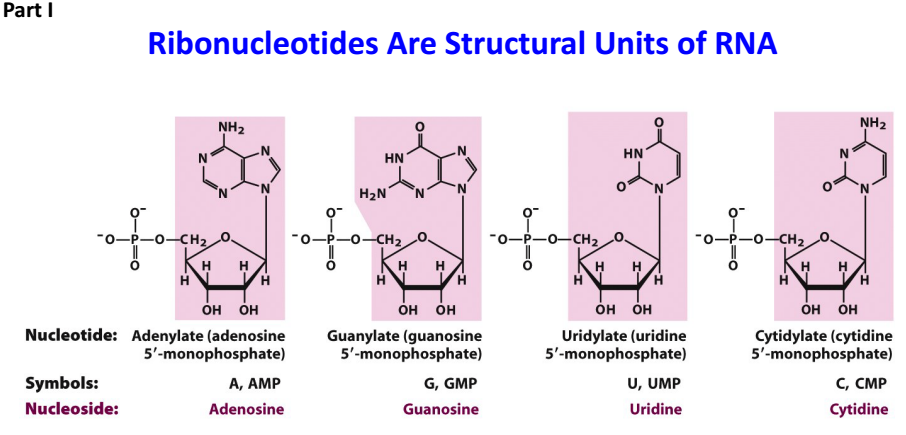 Part I
Ribonucleotides Are Structural Units of RNA
NH2 O O NH2
N N HN N HN N
N N H2N N N O N O N
O− O− O− O−
−O—P—O—CH2 O −O—P—O—CH2 O −O—P—O—CH2 O −O—P—O—CH2 O
O H H H H O H H H H O H H H H O H H H H
OH OH OH OH OH OH OH OH
Nucleotide: Adenylate (adenosine Guanylate (guanosine Uridylate (uridine Cytidylate (cytidine
5′-monophosphate) 5′-monophosphate) 5′-monophosphate) 5′-monophosphate)
Symbols: A, AMP G, GMP U, UMP C, CMP
Nucleoside: Adenosine Guanosine Uridine Cytidine